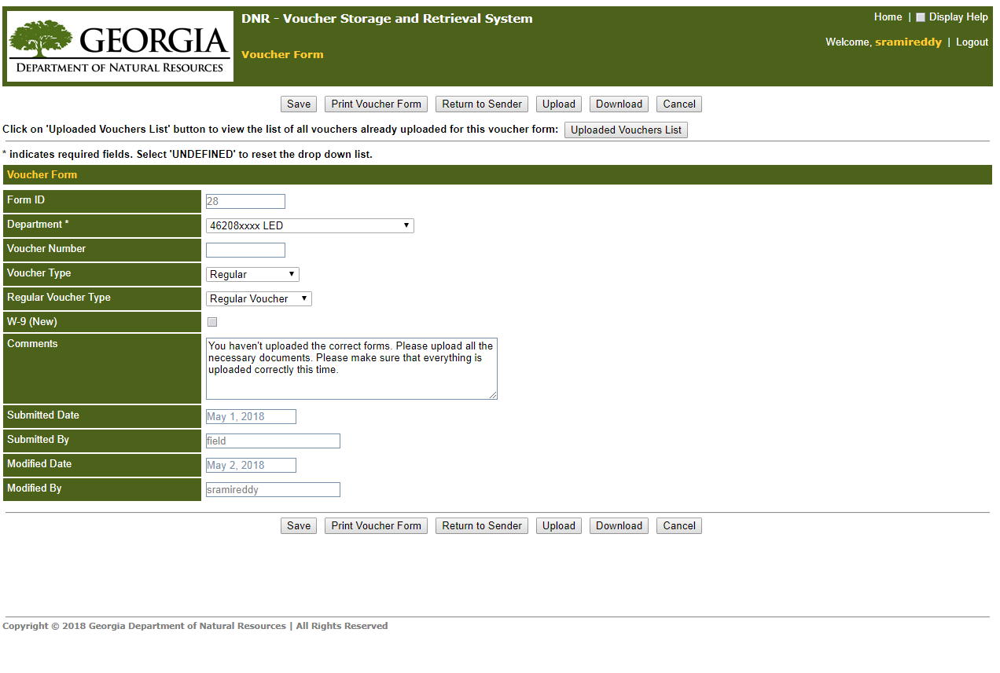 GEORGIA
DEPARTMENT OF NATURAL RESOURCES
DNR - Voucher Storage and Retrieval System
Voucher Form
Home | Display Help
Welcome, sramireddy | Logout
Save Print Voucher Form Return to Sender Upload Download Cancel
Click on 'Uploaded Vouchers List' button to view the list of all vouchers already uploaded for this voucher form: Uploaded Vouchers List
* indicates required fields. Select 'UNDEFINED' to reset the drop down list.
Voucher Form
Form ID 28
Department * 46208xxxx LED
Voucher Number
Voucher Type Regular
Regular Voucher Type Regular Voucher
W-9 (New)
Comments You haven't uploaded the correct forms. Please upload all the
necessary documents. Please make sure that everything is
uploaded correctly this time.
Submitted Date May 1, 2018
Submitted By field
Modified Date May 2, 2018
Modified By sramireddy
Save Print Voucher Form Return to Sender Upload Download Cancel
Copyright © 2018 Georgia Department of Natural Resources | All Rights Reserved